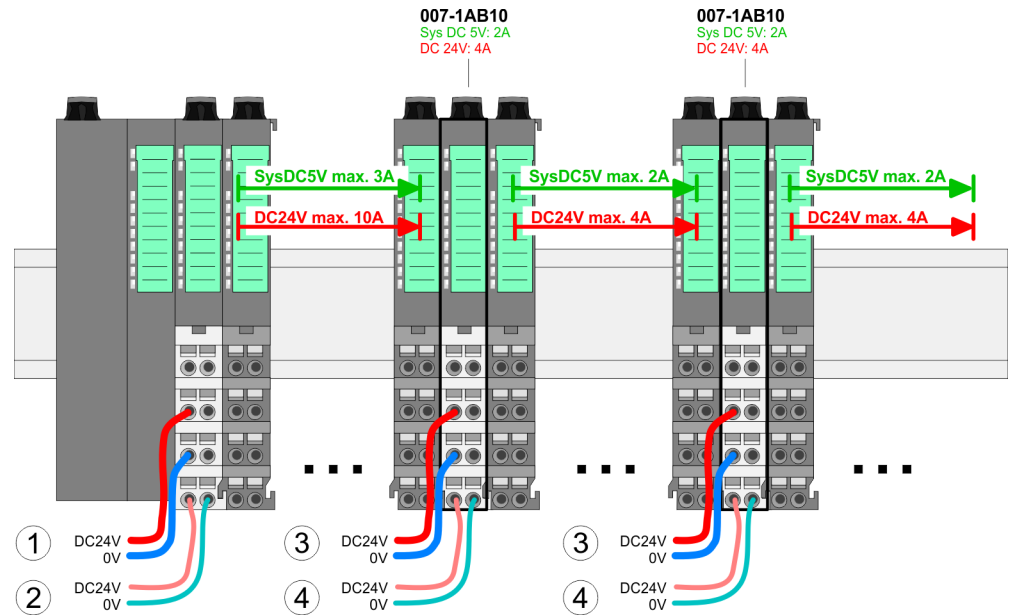 007-1AB10
Sys DC 5V: 2A
DC 24V: 4A
007-1AB10
Sys DC 5V: 2A
DC 24V: 4A
SysDC5V max. 3A
SysDC5V max. 2A
SysDC5V max. 2A
DC24V max. 10A
DC24V max. 4A
DC24V max. 4A
1
DC24V
0V
2
DC24V
0V
3
DC24V
0V
4
DC24V
0V
3
DC24V
0V
4
DC24V
0V